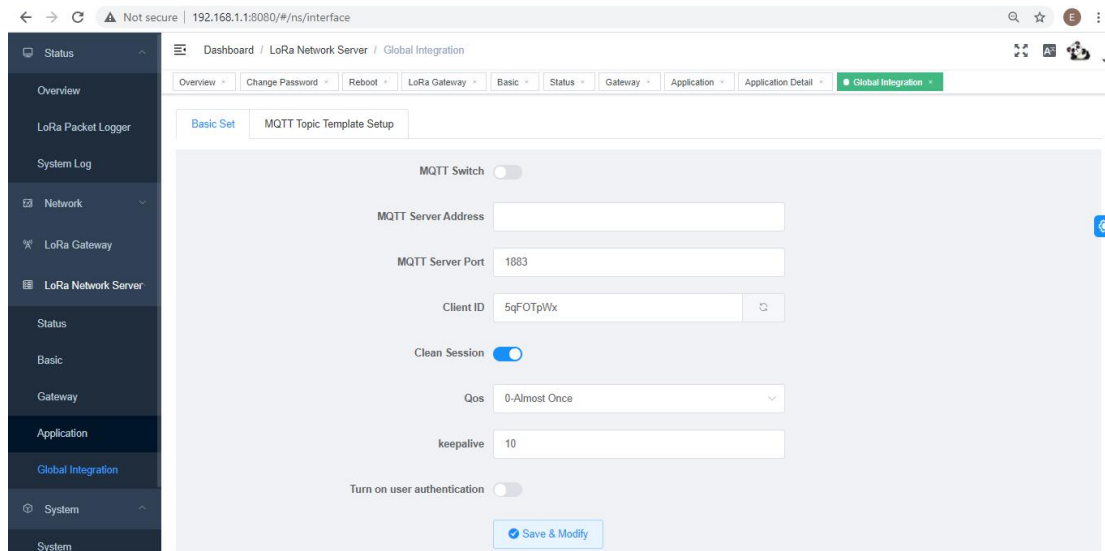 Not secure 192.168.1.1:8080/#/ns/interface E
Status
Dashboard / LoRa Network Server / Global Integration
Overview × Change Password × Reboot × LoRa Gateway × Basic × Status × Gateway × Application × Application Detail × Global Integration ×
Overview
LoRa Packet Logger
System Log
Network
LoRa Gateway
LoRa Network Server
Status
Basic
Gateway
Application
Global Integration
System
System
Basic Set MQTT Topic Template Setup
MQTT Switch
MQTT Server Address
MQTT Server Port 1883
Client ID 5qFOTpWx
Clean Session
Qos 0-Almost Once
keepalive 10
Turn on user authentication
Save & Modify